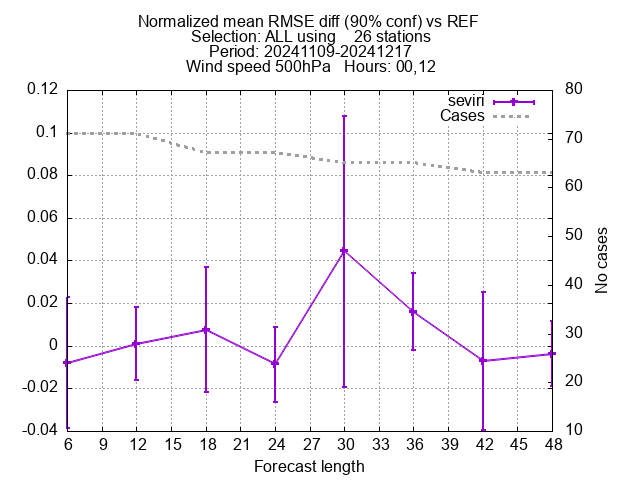 Normalized mean RMSE diff (90% conf) vs REF
Selection: ALL using    26 stations
Period: 20241109-20241217
Wind speed 500hPa   Hours: 00,12
0.12
0.1
0.08
0.06
0.04
0.02
0
-0.02
-0.04
80
70
60
50
40
30
20
10
seviri
Cases
No cases
6 9 12 15 18 21 24 27 30 33 36 39 42 45 48
Forecast length